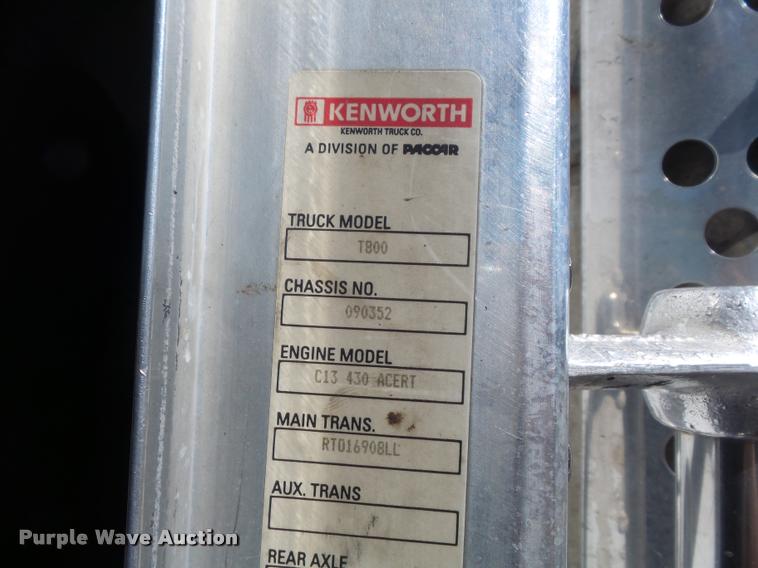 KENWORTH
KENWORTH TRUCK CO.
A DIVISION OF PACCAR
TRUCK MODEL
T800
CHASSIS NO.
090352
ENGINE MODEL
C13 430 ACERT
MAIN TRANS.
RTO16908LL
AUX. TRANS
REAR AXLE
Purple Wave Auction